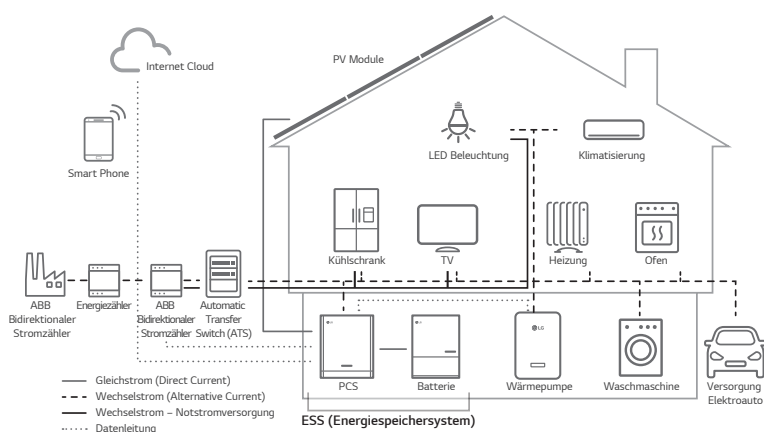 Internet Cloud
PV Module
Smart Phone
LED Beleuchtung
Klimatisierung
Kühlschrank
TV
Heizung
Ofen
ABB
Bidirektionaler
Stromzähler
Energiezähler
ABB
Bidirektionaler
Stromzähler
Automatic
Transfer
Switch (ATS)
LG
PCS
Batterie
Wärmepumpe
Waschmaschine
Versorgung
Elektroauto
ESS (Energiespeichersystem)
Gleichstrom (Direct Current)
Wechselstrom (Alternative Current)
Wechselstrom – Notstromversorgung
Datenleitung